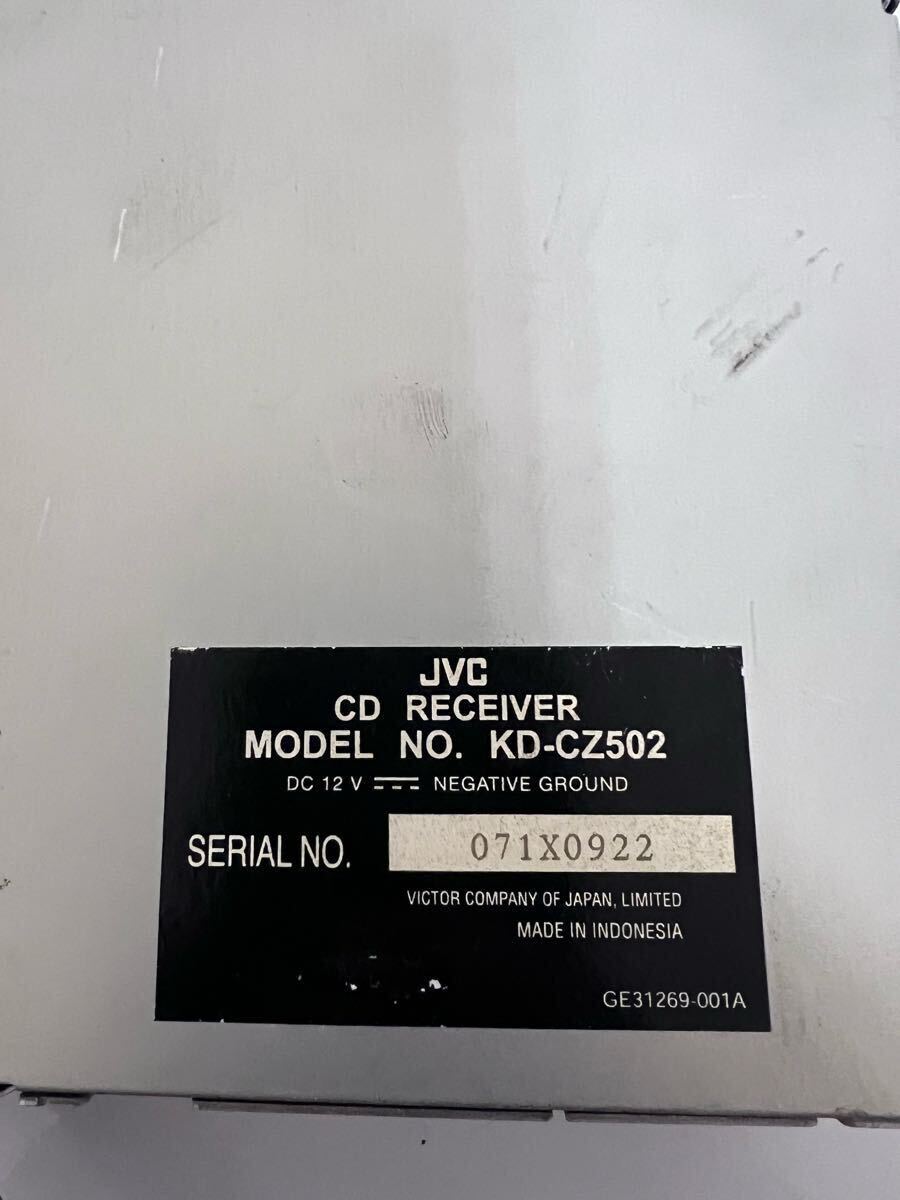 JVC
CD RECEIVER
MODEL NO. KD-CZ502
DC 12 V ⎓ NEGATIVE GROUND
SERIAL NO. 071X0922
VICTOR COMPANY OF JAPAN, LIMITED
MADE IN INDONESIA
GE31269-001A